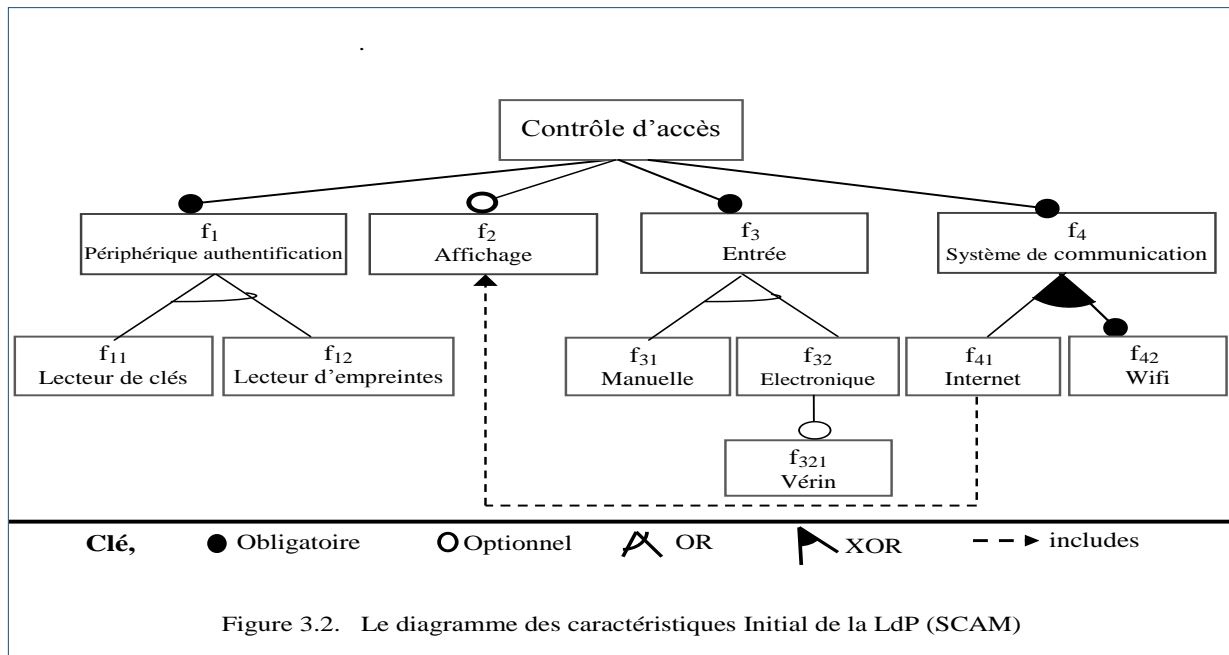 Contrôle d'accès
f1
Périphérique authentification
f2
Affichage
f3
Entrée
f4
Système de communication
f11
Lecteur de clés
f12
Lecteur d'empreintes
f31
Manuelle
f32
Electronique
f41
Internet
f42
Wifi
f321
Vérin
Clé, Obligatoire Optionnel OR XOR includes
Figure 3.2. Le diagramme des caractéristiques Initial de la LdP (SCAM)